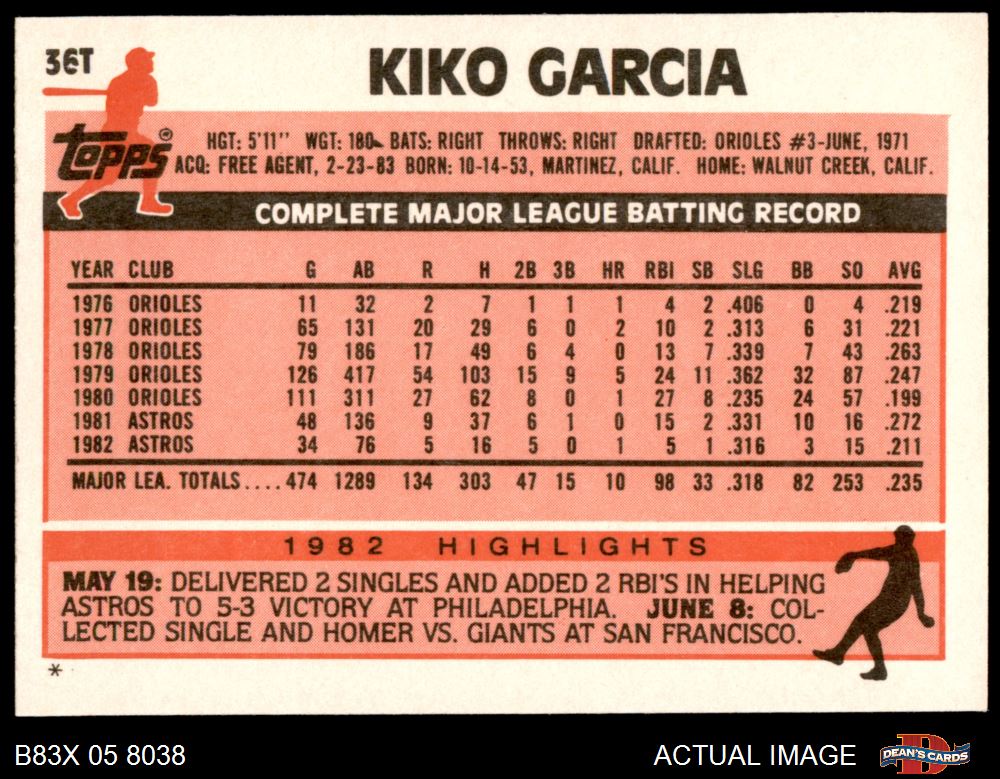 36T
KIKO GARCIA
topps®
HGT: 5'11" WGT: 180 BATS: RIGHT THROWS: RIGHT DRAFTED: ORIOLES #3-JUNE, 1971
ACQ: FREE AGENT, 2-23-83 BORN: 10-14-53, MARTINEZ, CALIF. HOME: WALNUT CREEK, CALIF.
COMPLETE MAJOR LEAGUE BATTING RECORD
YEAR CLUB G AB R H 2B 3B HR RBI SB SLG BB SO AVG
1976 ORIOLES 11 32 2 7 1 1 1 4 2 .406 0 4 .219
1977 ORIOLES 65 131 20 29 6 0 2 10 2 .313 6 31 .221
1978 ORIOLES 79 186 17 49 6 4 0 13 7 .339 7 43 .263
1979 ORIOLES 126 417 54 103 15 9 5 24 11 .362 32 87 .247
1980 ORIOLES 111 311 27 62 8 0 1 27 8 .235 24 57 .199
1981 ASTROS 48 136 9 37 6 1 0 15 2 .331 10 16 .272
1982 ASTROS 34 76 5 16 5 0 1 5 1 .316 3 15 .211
MAJOR LEA. TOTALS.... 474 1289 134 303 47 15 10 98 33 .318 82 253 .235
1982 HIGHLIGHTS
MAY 19: DELIVERED 2 SINGLES AND ADDED 2 RBI'S IN HELPING
ASTROS TO 5-3 VICTORY AT PHILADELPHIA. JUNE 8: COL-
LECTED SINGLE AND HOMER VS. GIANTS AT SAN FRANCISCO.
*
B83X 05 8038
ACTUAL IMAGE
DEAN'S CARDS